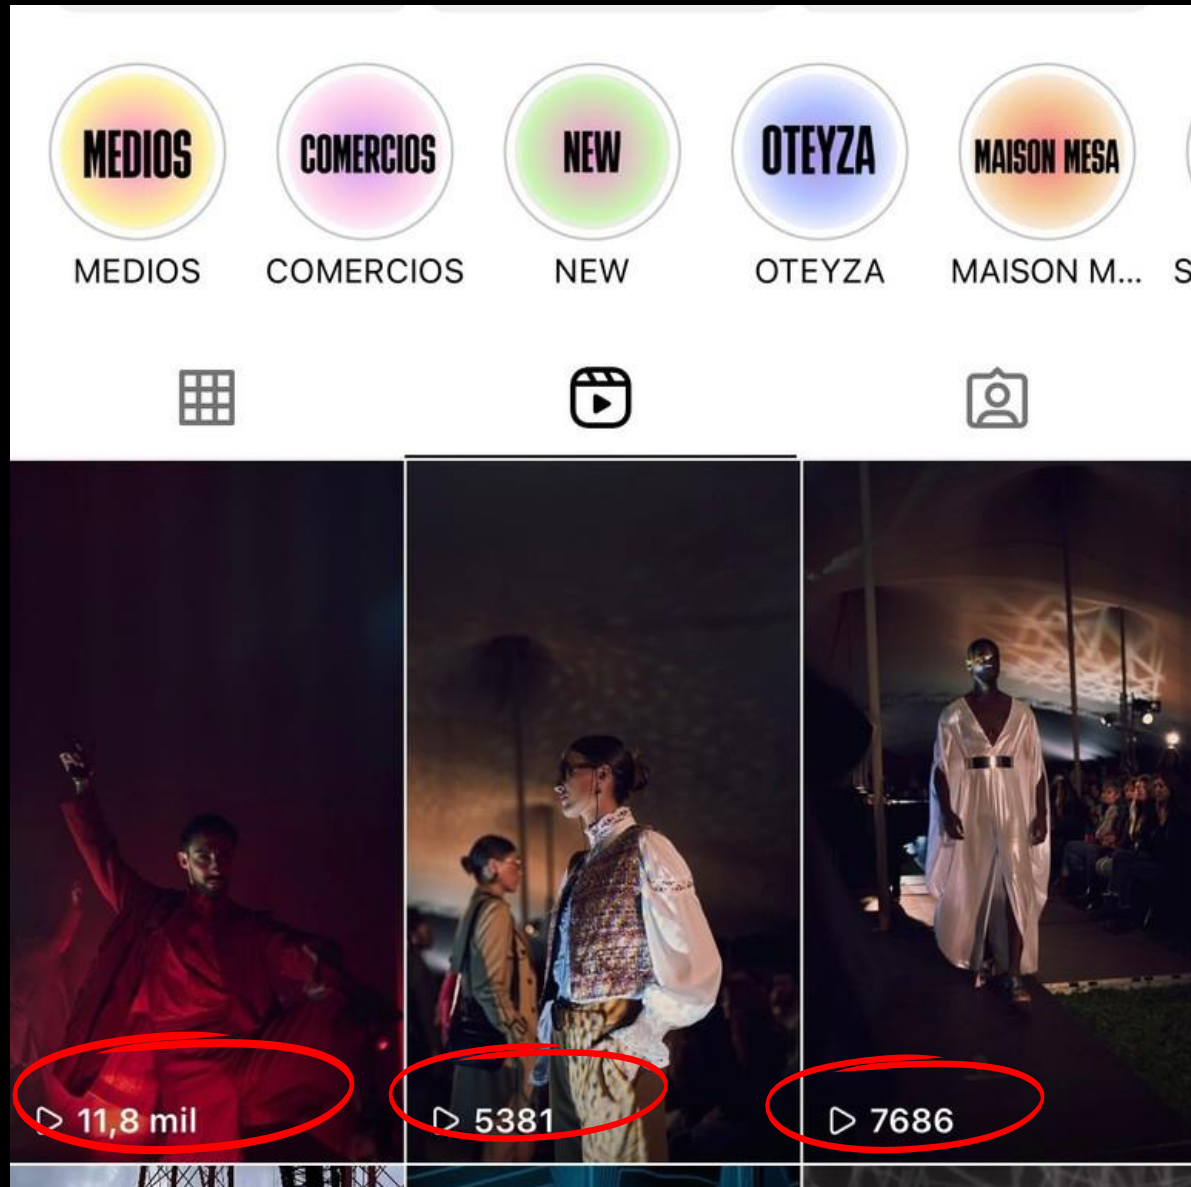 MEDIOS
COMERCIOS
NEW
OTEYZA
MAISON MESA
MEDIOS
COMERCIOS
NEW
OTEYZA
MAISON M...
S
11,8 mil
5381
7686